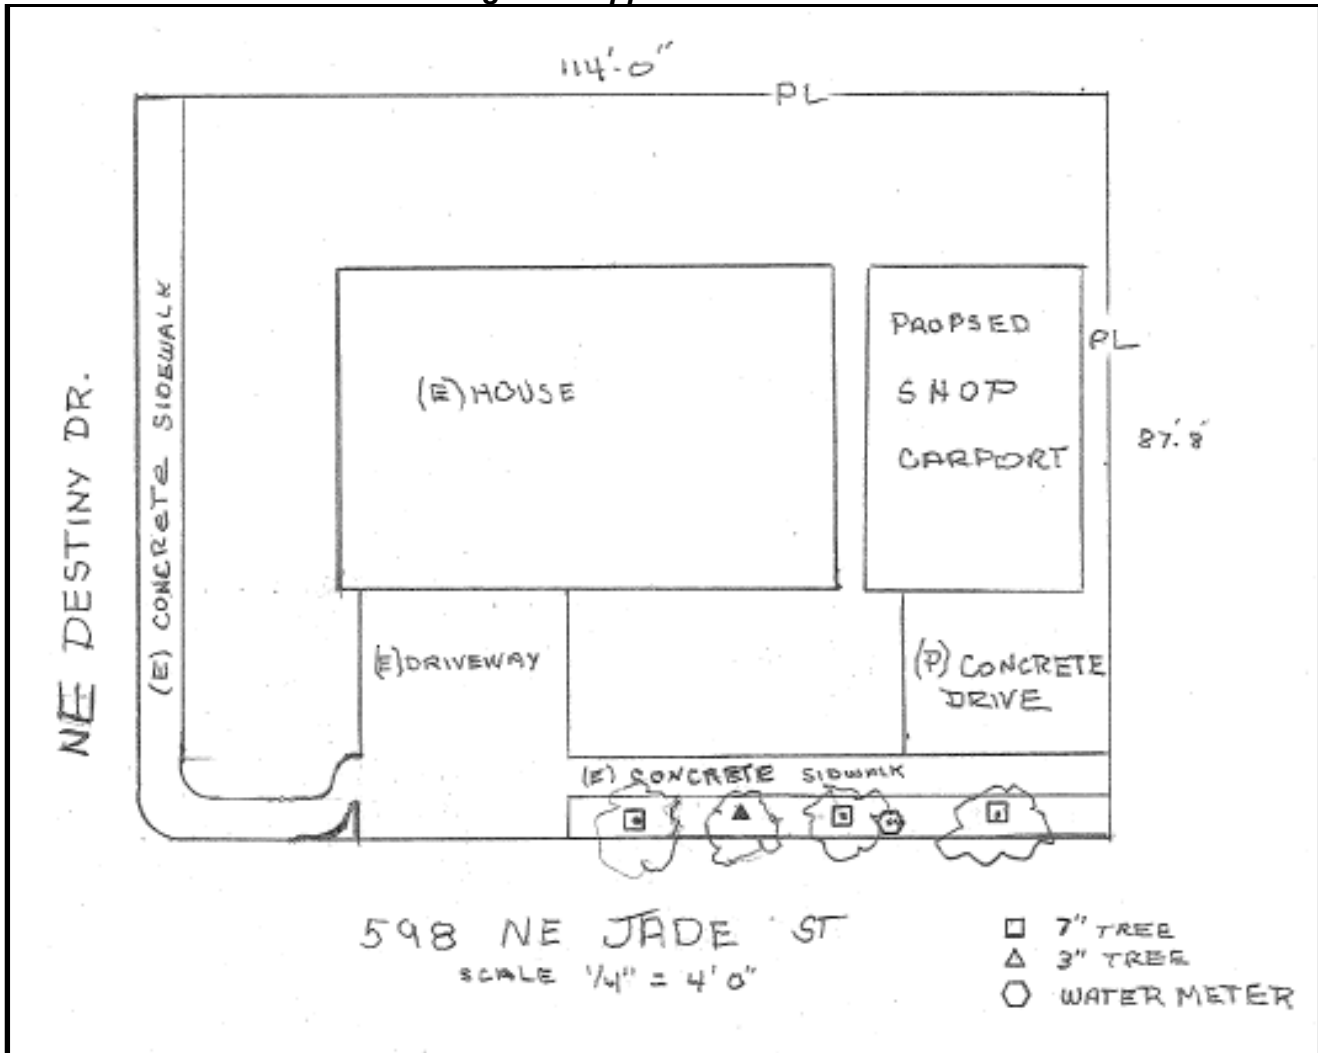 114'-0"
PL
PROPSED
SHOP
CARPORT
PL
87'.8"
(E) HOUSE
NE DESTINY DR.
(E) CONCRETE SIDEWALK
(E) DRIVEWAY
(P) CONCRETE
DRIVE
(E) CONCRETE SIDWALK
598 NE JADE ST
SCALE 1/4" = 4' 0"
7" TREE
3" TREE
WATER METER